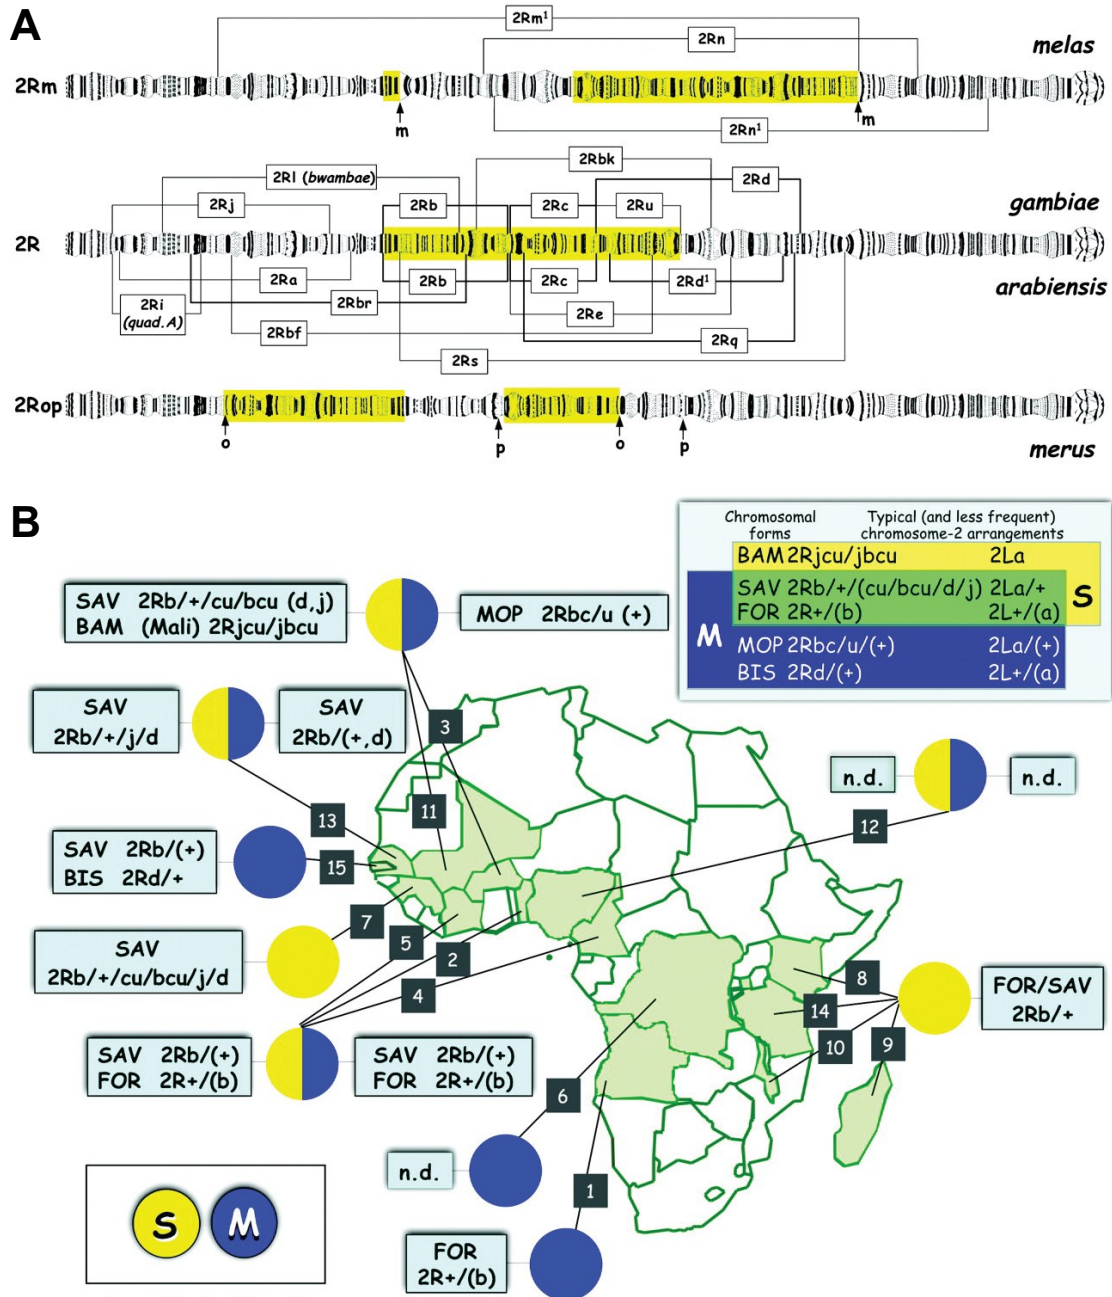 A
2Rm¹
2Rn
melas
2Rm
m
m
2Rn¹
2Rbk
2Rl (bwambae)
2Rd
2Rj
2Rb
2Rc
2Ru
gambiae
2R
2Ra
2Rb
2Rc
2Rd¹
arabiensis
2Ri
(quad.A)
2Rbr
2Re
2Rbf
2Rq
2Rs
2Rop
o
p
o
p
merus
B
Chromosomal
forms
Typical (and less frequent)
chromosome-2 arrangements
BAM 2Rjcu/jbcu 2La
SAV 2Rb/+/(cu/bcu/d/j) 2La/+
FOR 2R+/(b) 2L+/(a)
S
M
MOP 2Rbc/u/(+) 2La/(+)
BIS 2Rd/(+) 2L+/(a)
SAV 2Rb/+/cu/bcu (d,j)
BAM (Mali) 2Rjcu/jbcu
MOP 2Rbc/u (+)
SAV
2Rb/+/j/d
SAV
2Rb/(+,d)
3
n.d.
n.d.
11
13
12
SAV 2Rb/(+)
BIS 2Rd/+
15
7
5
2
4
SAV
2Rb/+/cu/bcu/j/d
8
14
10
9
FOR/SAV
2Rb/+
SAV 2Rb/(+)
FOR 2R+/(b)
SAV 2Rb/(+)
FOR 2R+/(b)
6
n.d.
1
S
M
FOR
2R+/(b)